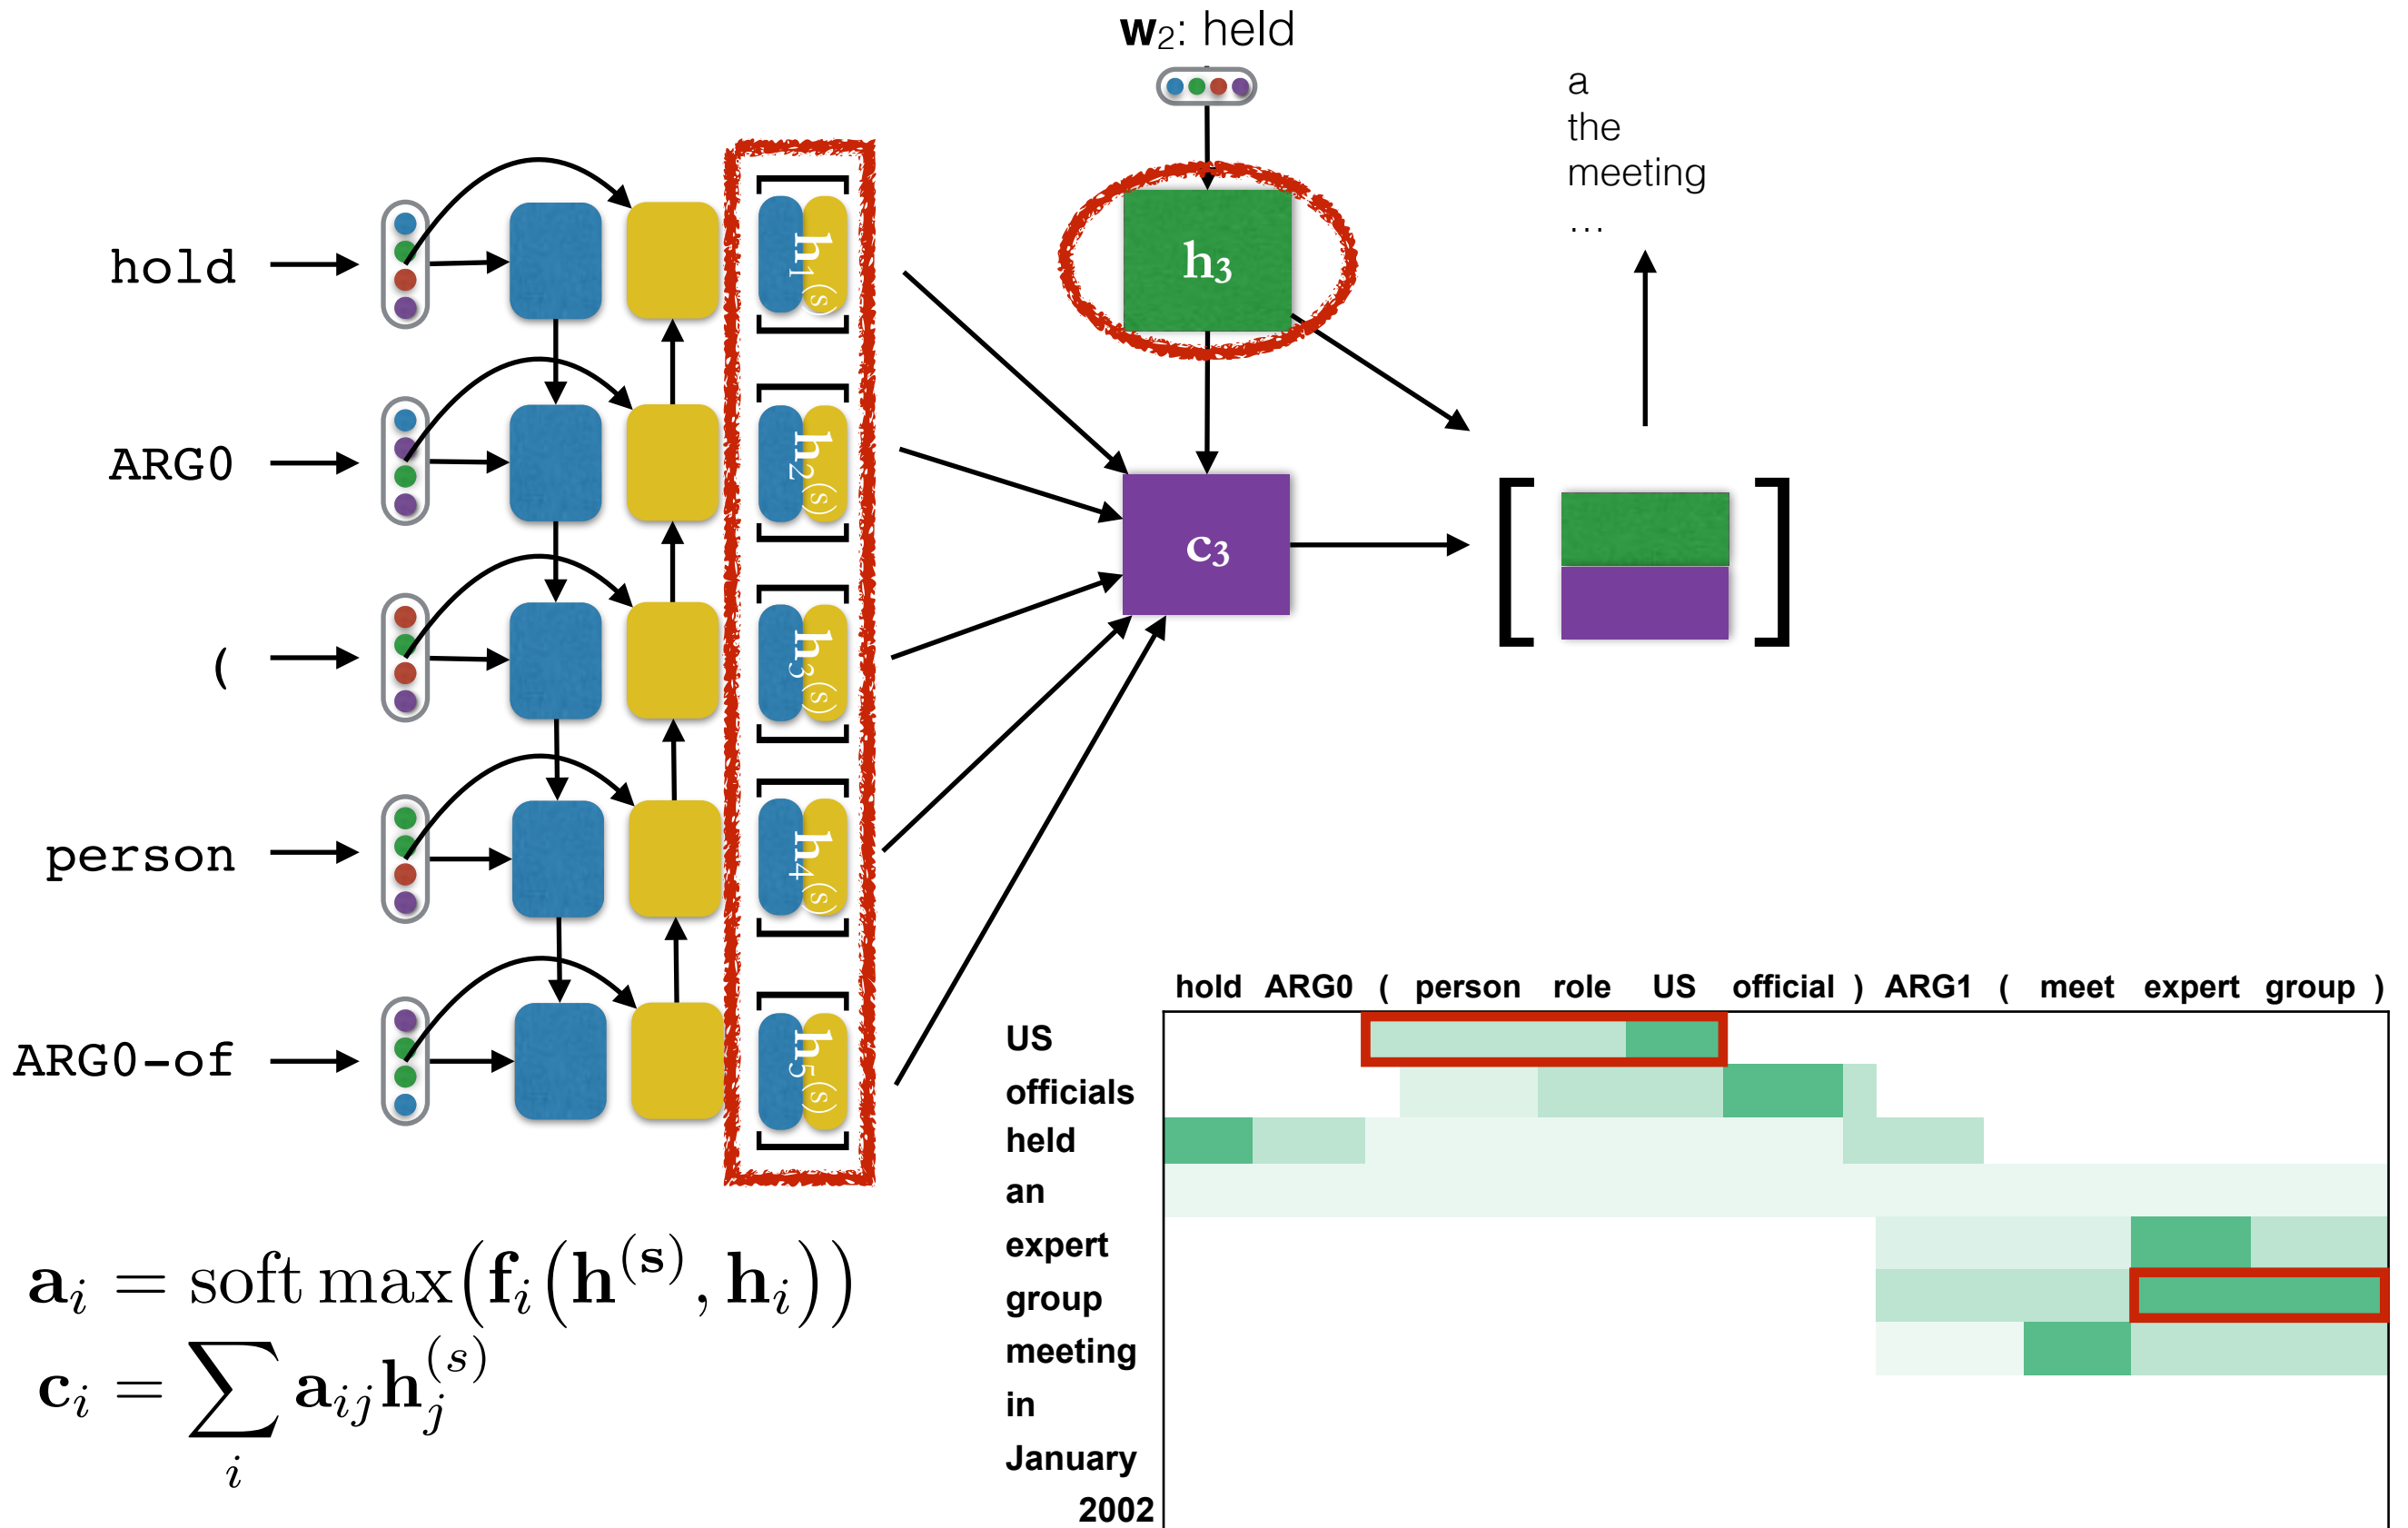 w₂: held
a
the
meeting
...
hold
h₁(s)
h₃
ARG0
h₂(s)
c₃
(
h₃(s)
person
h₄(s)
ARG0-of
h₅(s)
hold ARG0 ( person role US official ) ARG1 ( meet expert group )
US
officials
held
an
expert
group
meeting
in
January
2002
aᵢ = soft max(fᵢ(h⁽ˢ⁾, hᵢ))
cᵢ = ∑ᵢ aᵢⱼhⱼ⁽ˢ⁾